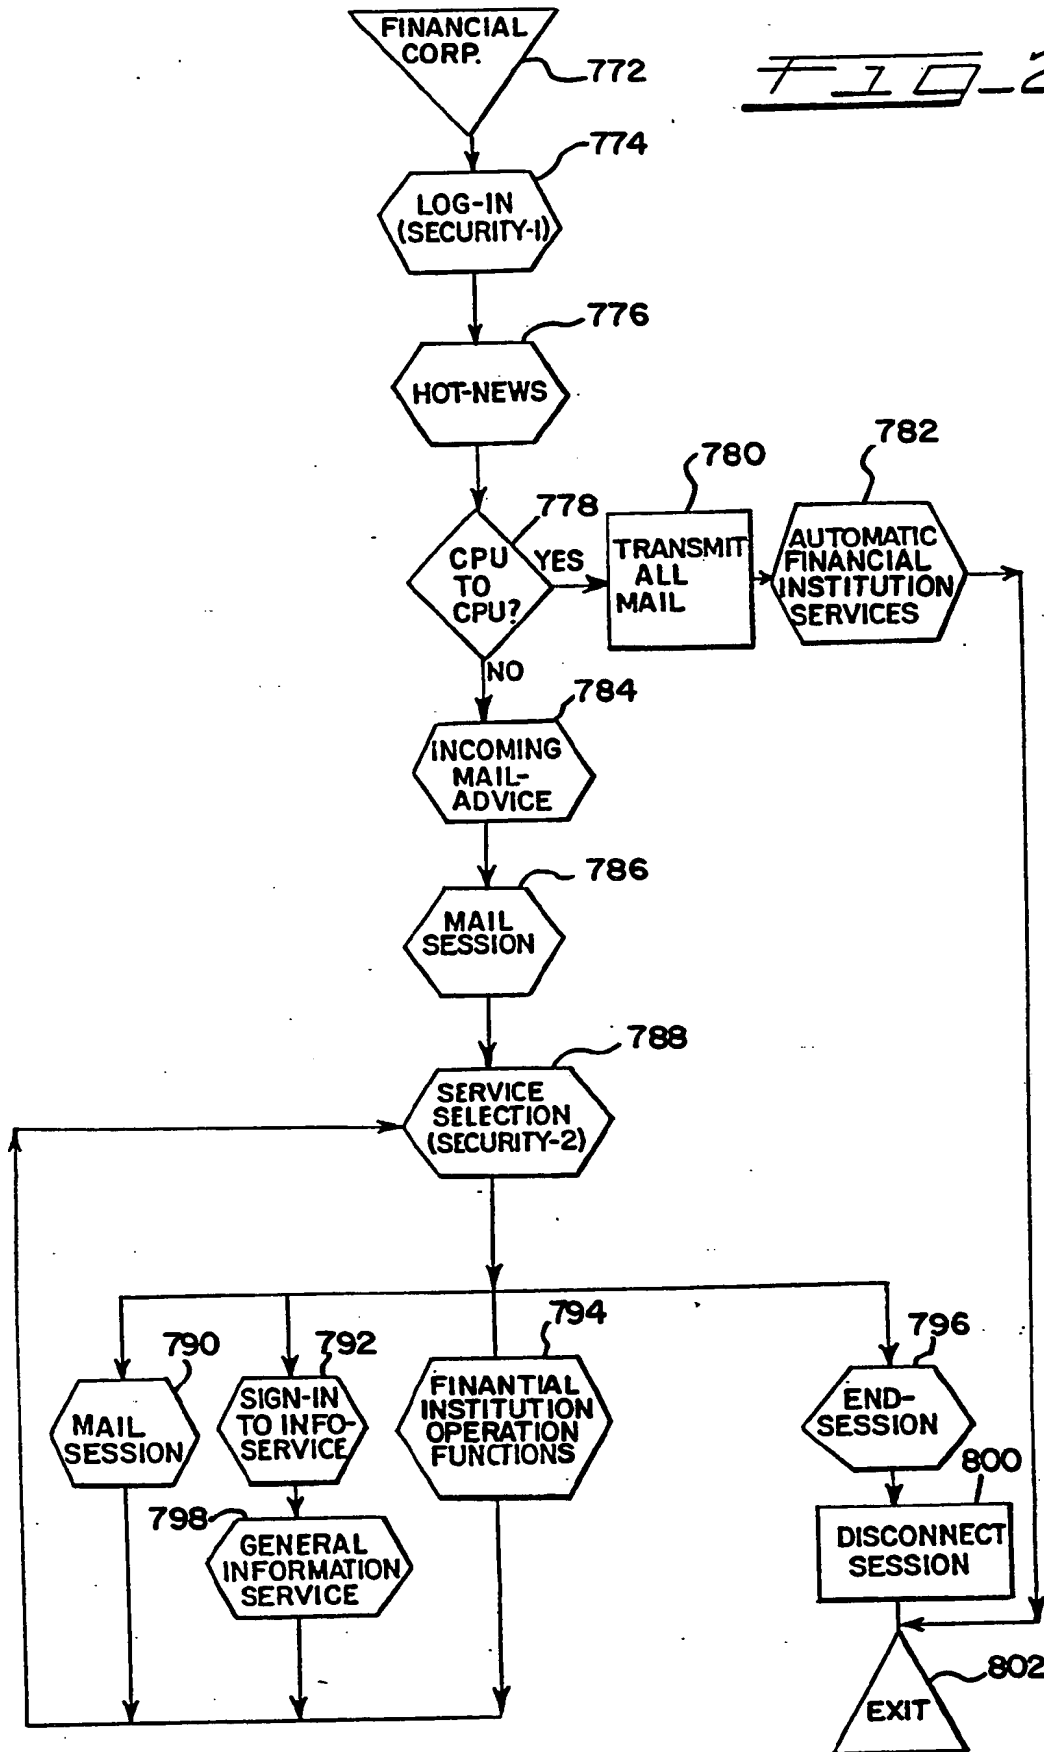 FINANCIAL
CORP.
772
FIG_2
774
LOG-IN
(SECURITY-1)
776
HOT-NEWS
778
CPU
TO
CPU?
YES
NO
780
TRANSMIT
ALL
MAIL
782
AUTOMATIC
FINANCIAL
INSTITUTION
SERVICES
784
INCOMING
MAIL-
ADVICE
786
MAIL
SESSION
788
SERVICE
SELECTION
(SECURITY-2)
790
MAIL
SESSION
792
SIGN-IN
TO INFO-
SERVICE
794
FINANTIAL
INSTITUTION
OPERATION
FUNCTIONS
796
END-
SESSION
798
GENERAL
INFORMATION
SERVICE
800
DISCONNECT
SESSION
802
EXIT